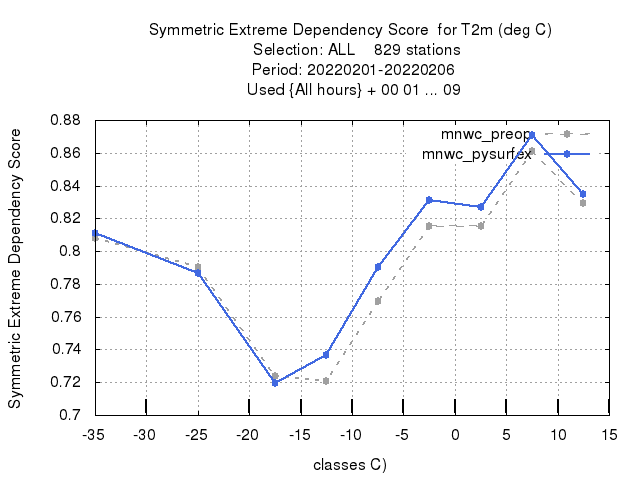 Symmetric Extreme Dependency Score  for T2m (deg C)
Selection: ALL    829 stations
Period: 20220201-20220206
Used {All hours} + 00 01 ... 09
Symmetric Extreme Dependency Score
0.88
0.86
0.84
0.82
0.8
0.78
0.76
0.74
0.72
0.7
mnwc_preop
mnwc_pysurfex
-35 -30 -25 -20 -15 -10 -5 0 5 10 15
classes C)